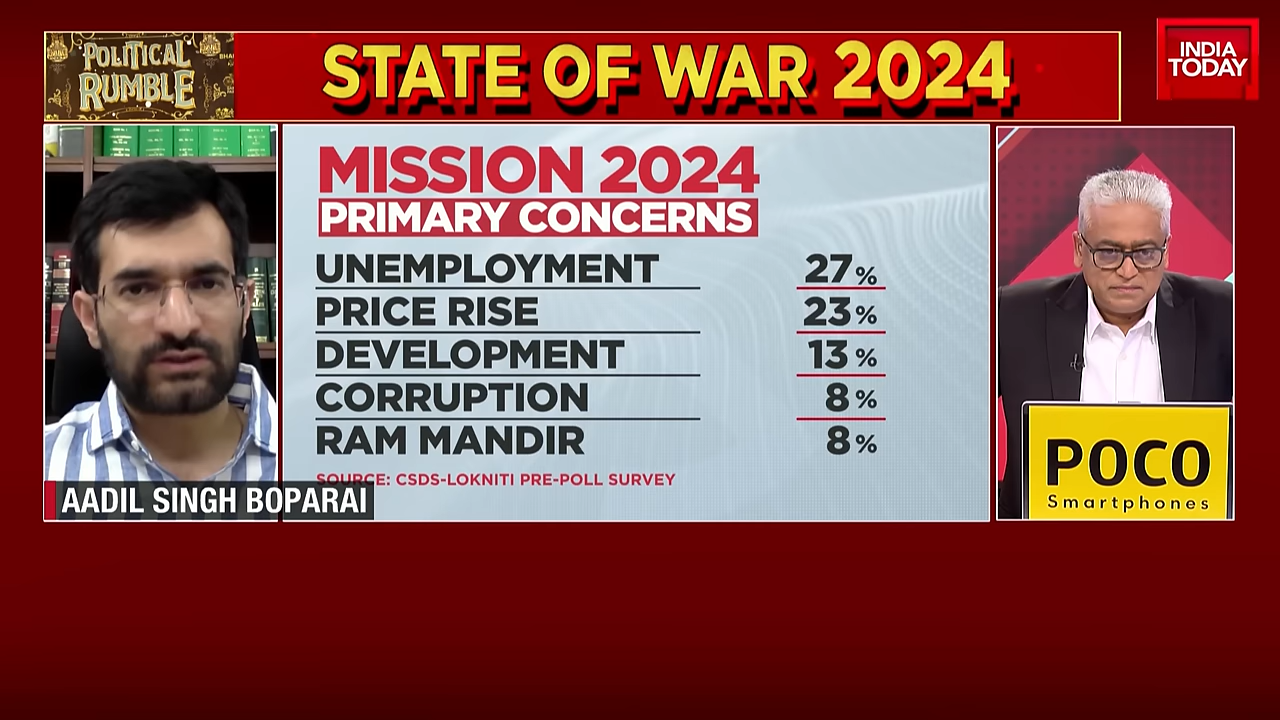 POLITICAL
RUMBLE
STATE OF WAR 2024
INDIA
TODAY
MISSION 2024
PRIMARY CONCERNS
UNEMPLOYMENT 27%
PRICE RISE 23%
DEVELOPMENT 13%
CORRUPTION 8%
RAM MANDIR 8%
SOURCE: CSDS-LOKNITI PRE-POLL SURVEY
AADIL SINGH BOPARAI
POCO
Smartphones